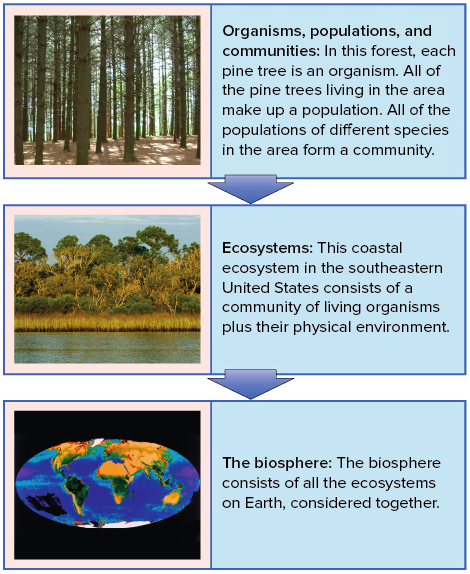 Organisms, populations, and
communities: In this forest, each
pine tree is an organism. All of
the pine trees living in the area
make up a population. All of the
populations of different species
in the area form a community.
Ecosystems: This coastal
ecosystem in the southeastern
United States consists of a
community of living organisms
plus their physical environment.
The biosphere: The biosphere
consists of all the ecosystems
on Earth, considered together.